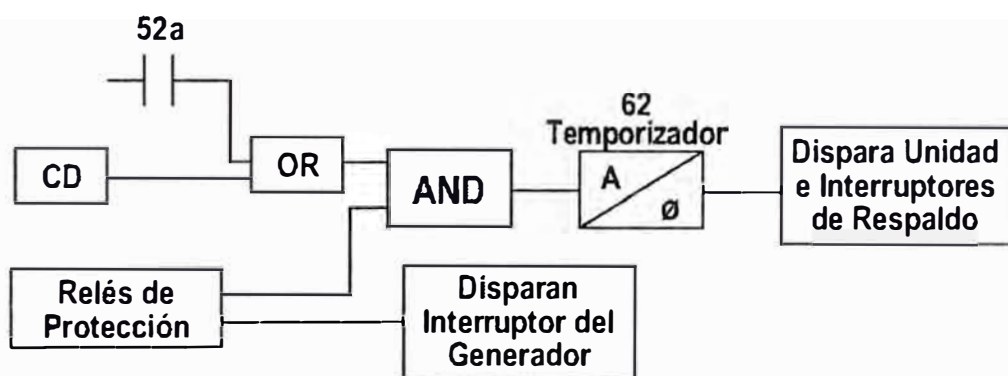 52a
CD
OR
AND
62
Temporizador
A
Ø
Dispara Unidad
e Interruptores
de Respaldo
Relés de
Protección
Disparan
Interruptor del
Generador